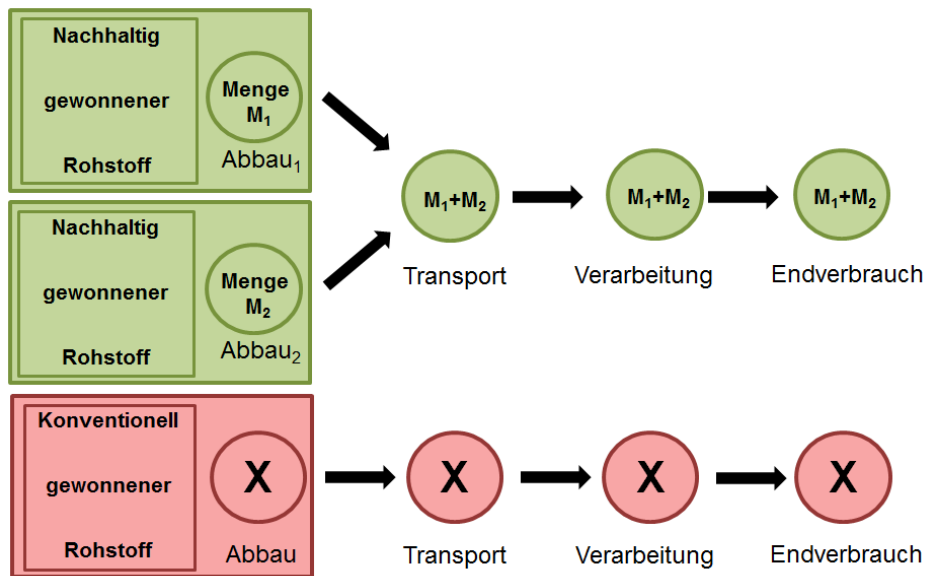 Nachhaltig
gewonnener
Rohstoff
Menge
M₁
Abbau₁
Nachhaltig
gewonnener
Rohstoff
Menge
M₂
Abbau₂
M₁+M₂
Transport
M₁+M₂
Verarbeitung
M₁+M₂
Endverbrauch
Konventionell
gewonnener
Rohstoff
X
Abbau
X
Transport
X
Verarbeitung
X
Endverbrauch